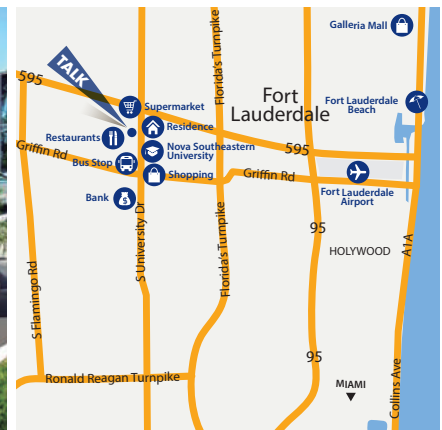 Galleria Mall
Florida's Turnpike
595
TALK
Supermarket
Fort
Lauderdale
Fort Lauderdale
Beach
Residence
Restaurants
Nova Southeastern
University
595
Griffin Rd
Bus Stop
Shopping
Griffin Rd
Fort Lauderdale
Airport
Bank
S University Dr
Florida's Turnpike
95
HOLYWOOD
A1A
S Flamingo Rd
95
Ronald Reagan Turnpike
MIAMI
Collins Ave